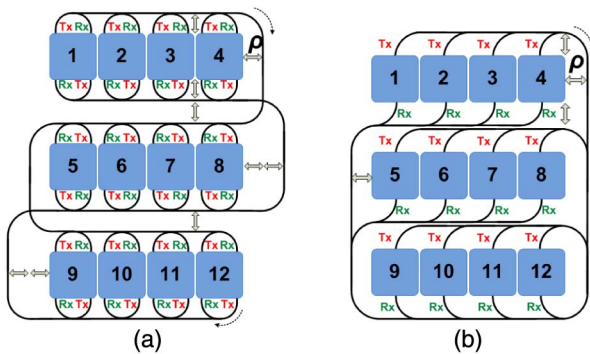 Tx Rx Tx Rx Tx Rx Tx Rx
1 2 3 4 ρ
Rx Tx Rx Tx Rx Tx Rx Tx
Rx Tx Rx Tx Rx Tx Rx Tx
5 6 7 8
Tx Rx Tx Rx Tx Rx Tx Rx
Tx Rx Tx Rx Tx Rx Tx Rx
9 10 11 12
Rx Tx Rx Tx Rx Tx Rx Tx
(a)
Tx Tx Tx Tx
1 2 3 4 ρ
Rx Rx Rx Rx
Tx Tx Tx Tx
5 6 7 8
Rx Rx Rx Rx
Tx Tx Tx Tx
9 10 11 12
Rx Rx Rx Rx
(b)